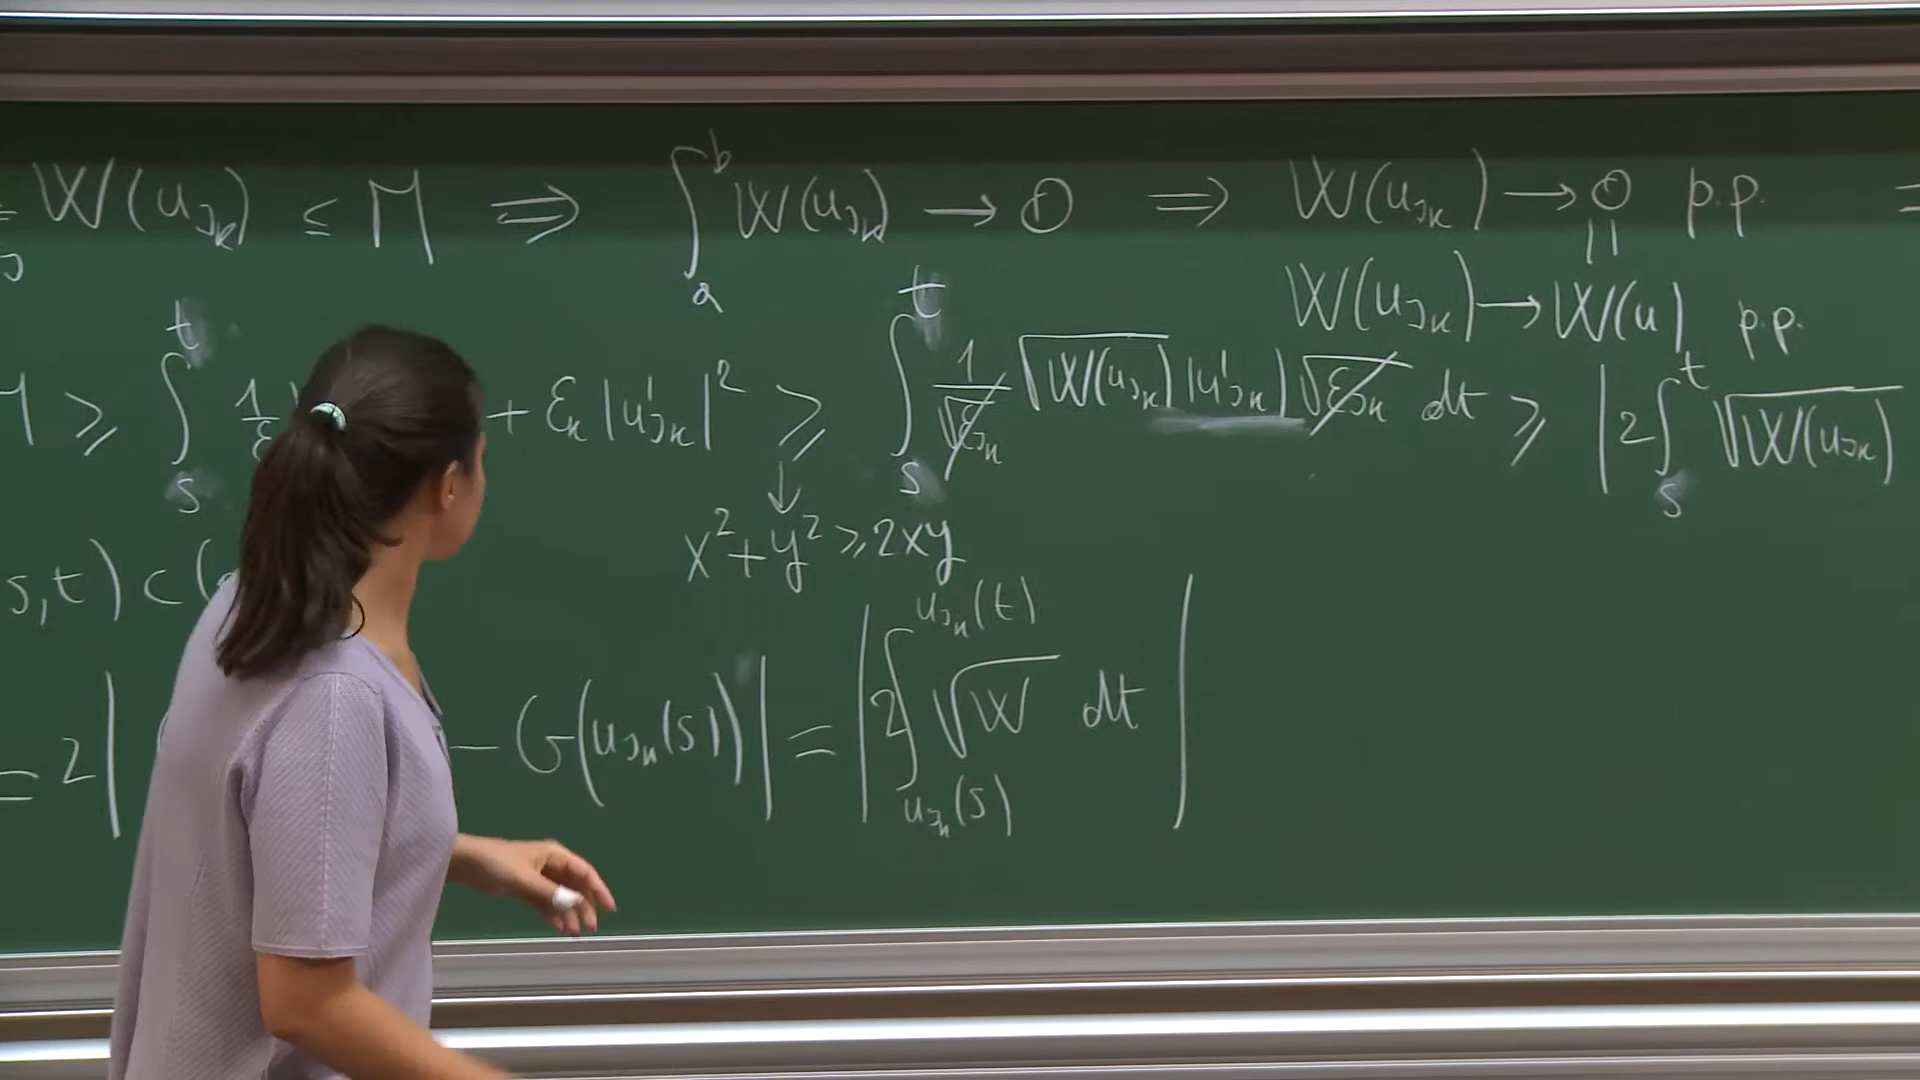 W(u_{j_k}) ≤ M ⇒ ∫_a^b W(u_{j_k}) → 0 ⇒ W(u_{j_k}) → 0 p.p. =
W(u_{j_k}) → W(u) p.p.
≥ ∫_s^t 1/ε + ε_k |u'_{j_k}|² ≥ ∫_s^t 1/√ε_{j_k} √W(u_{j_k}) |u'_{j_k}| √ε_{j_k} dt ≥ | 2 ∫_s^t √W(u_{j_k})
x² + y² ≥ 2xy
s,t) ⊂ (
= 2 | − G(u_{j_k}(s)) | = | 2 ∫_{u_{j_k}(s)}^{u_{j_k}(t)} √W dt |